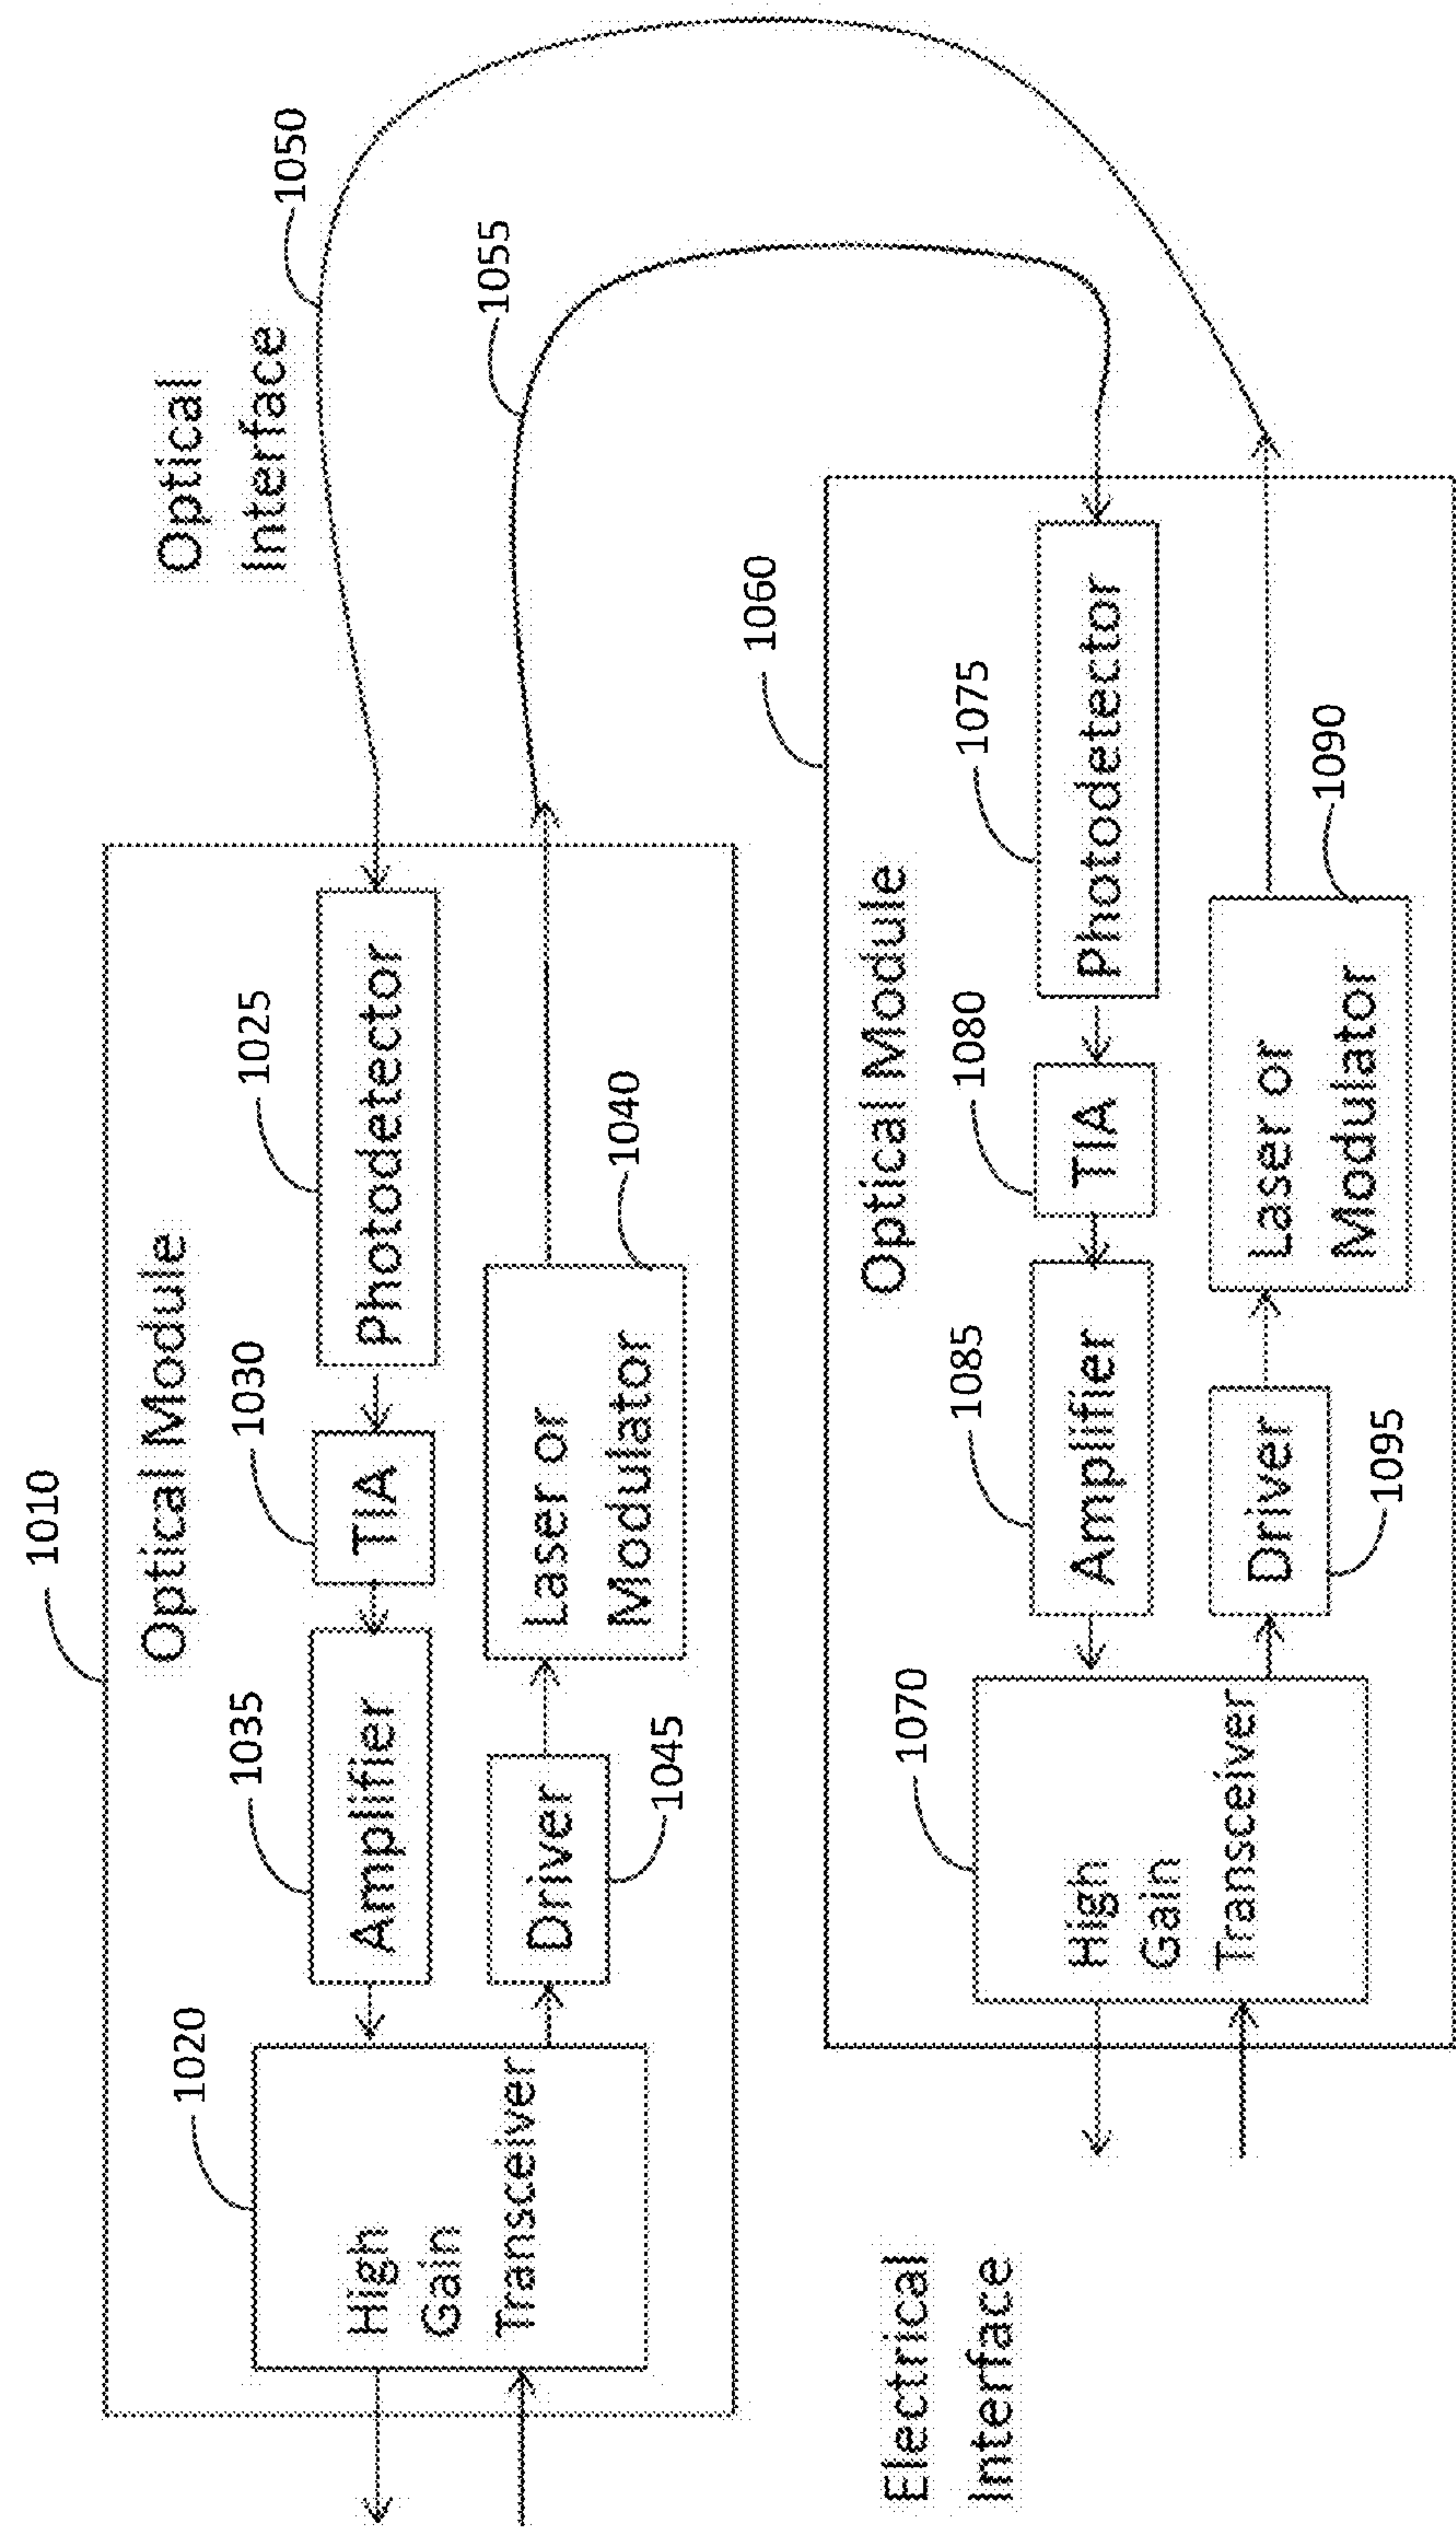 1010
Optical Module
Optical
Interface
1050
1020
1035
1030
1025
High
Gain
Transceiver
Amplifier
TIA
Photodetector
1055
Driver
Laser or
Modulator
1045
1040
1060
Optical Module
1070
1085
1080
1075
High
Gain
Transceiver
Amplifier
TIA
Photodetector
Driver
Laser or
Modulator
1095
1090
Electrical
Interface